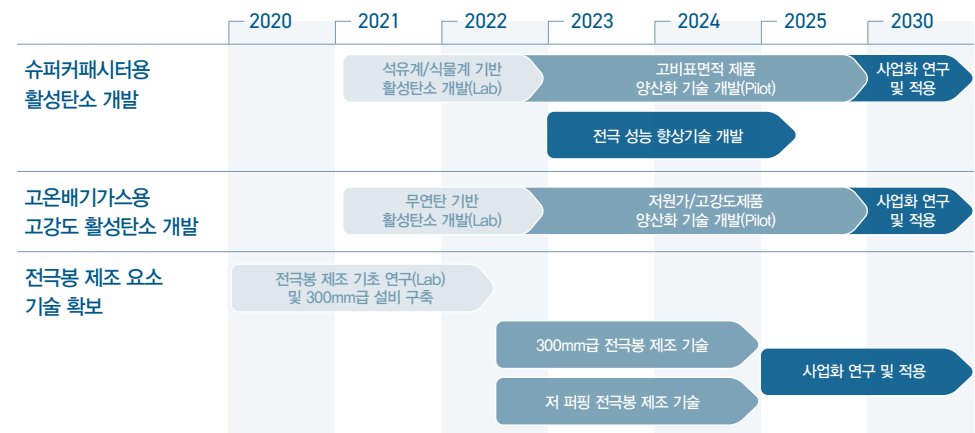 2020 2021 2022 2023 2024 2025 2030
슈퍼커패시터용
활성탄소 개발
석유계/식물계 기반
활성탄소 개발(Lab)
고비표면적 제품
양산화 기술 개발(Pilot)
사업화 연구
및 적용
전극 성능 향상기술 개발
고온배기가스용
고강도 활성탄소 개발
무연탄 기반
활성탄소 개발(Lab)
저원가/고강도제품
양산화 기술 개발(Pilot)
사업화 연구
및 적용
전극봉 제조 요소
기술 확보
전극봉 제조 기초 연구(Lab)
및 300mm급 설비 구축
300mm급 전극봉 제조 기술
사업화 연구 및 적용
저 퍼핑 전극봉 제조 기술